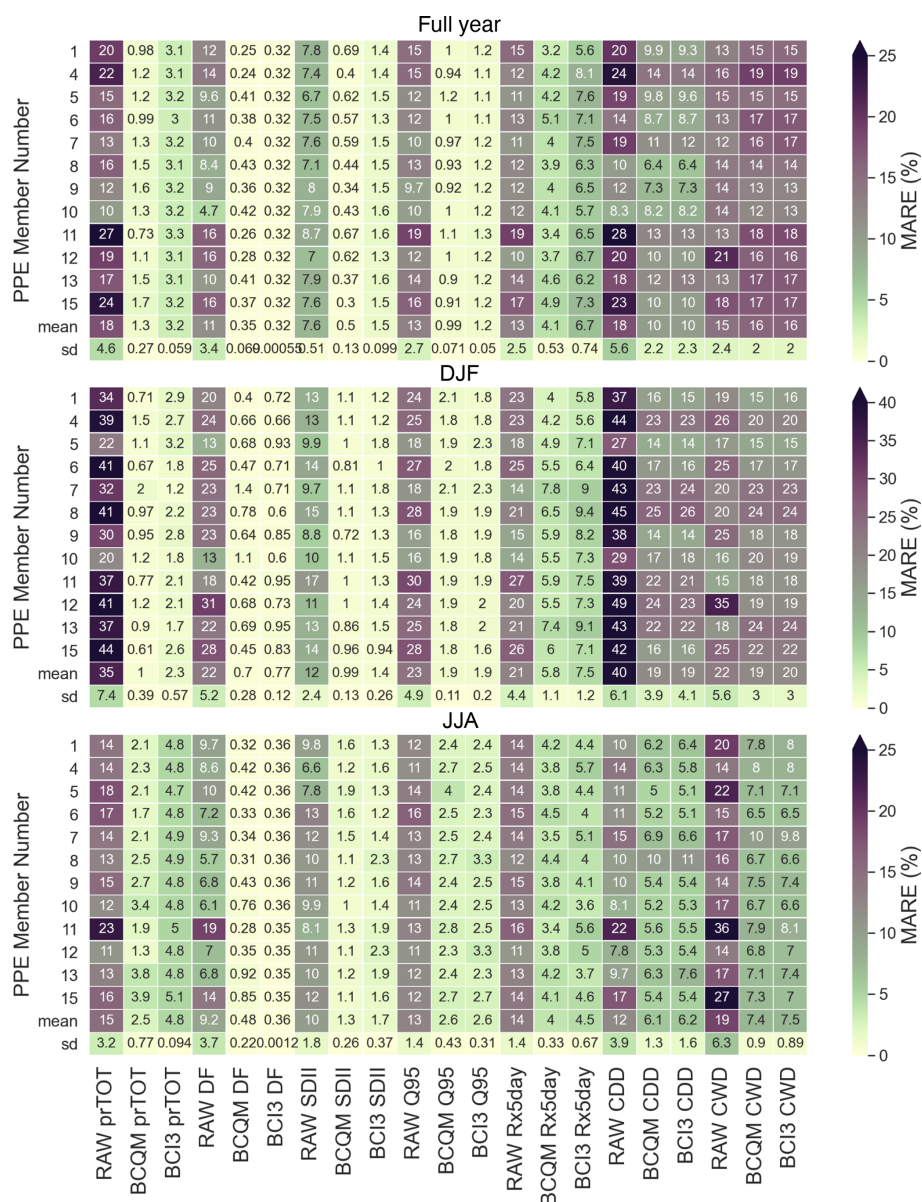 Full year
1 20 0.98 3.1 12 0.25 0.32 7.8 0.69 1.4 15 1 1.2 15 3.2 5.6 20 9.9 9.3 13 15 15
4 22 1.2 3.1 14 0.24 0.32 7.4 0.4 1.4 15 0.94 1.1 12 4.2 8.1 24 14 14 16 19 19
5 15 1.2 3.2 9.6 0.41 0.32 6.7 0.62 1.5 12 1.2 1.1 11 4.2 7.6 19 9.8 9.6 15 15 15
6 16 0.99 3 11 0.38 0.32 7.5 0.57 1.3 12 1 1.1 13 5.1 7.1 14 8.7 8.7 13 17 17
7 13 1.3 3.1 10 0.4 0.32 7.6 0.59 1.4 10 0.97 1.2 11 4 7.5 19 11 12 12 16 17
8 16 1.5 3.1 8.4 0.43 0.32 7.1 0.44 1.5 13 0.93 1.2 12 3.9 6.3 10 6.4 6.4 14 14 14
9 12 1.6 3.2 9 0.36 0.32 8 0.34 1.5 9.7 0.92 1.2 12 4 6.5 12 7.3 7.3 14 13 13
10 10 1.3 3.2 4.7 0.42 0.32 7.9 0.43 1.6 10 1 1.2 12 4.1 5.7 8.3 8.2 8.2 14 12 13
11 27 0.73 3.3 16 0.26 0.32 8.7 0.67 1.6 19 1.1 1.3 19 3.4 6.5 28 13 13 13 18 18
12 19 1.1 3.1 16 0.28 0.32 7 0.62 1.5 12 1 1.2 10 3.7 6.7 20 10 10 21 16 16
13 17 1.5 3.1 10 0.41 0.32 7.9 0.37 1.6 14 0.9 1.2 14 4.6 6.2 18 12 13 13 17 17
15 24 1.7 3.2 16 0.37 0.32 7.6 0.3 1.5 16 0.91 1.2 17 4.9 7.3 23 10 10 18 17 17
mean 18 1.3 3.2 11 0.35 0.32 7.6 0.5 1.5 13 0.99 1.2 13 4.1 6.7 18 10 10 15 16 16
sd 4.6 0.27 0.059 3.4 0.069 0.00055 0.51 0.13 0.099 2.7 0.071 0.05 2.5 0.53 0.74 5.6 2.2 2.3 2.4 2 2
PPE Member Number
25
20
15
10
5
0
MARE (%)
DJF
1 34 0.71 2.9 20 0.4 0.72 13 1.1 1.2 24 2.1 1.8 23 4 5.8 37 16 15 19 15 16
4 39 1.5 2.7 24 0.66 0.66 13 1.1 1.2 25 1.8 1.8 23 4.2 5.6 44 23 23 26 20 20
5 22 1.1 3.2 13 0.68 0.93 9.9 1 1.8 18 1.9 2.3 18 4.9 7.1 27 14 14 17 15 15
6 41 0.67 1.8 25 0.47 0.71 14 0.81 1 27 2 1.8 25 5.5 6.4 40 17 16 25 17 17
7 32 2 1.2 23 1.4 0.71 9.7 1.1 1.8 18 2.1 2.3 14 7.8 9 43 23 24 20 23 23
8 41 0.97 2.2 23 0.78 0.6 15 1.1 1.3 28 1.9 1.9 21 6.5 9.4 45 25 26 20 24 24
9 30 0.95 2.8 23 0.64 0.85 8.8 0.72 1.3 16 1.8 1.9 15 5.9 8.2 38 14 14 25 18 18
10 20 1.2 1.8 13 1.1 0.6 10 1.1 1.5 16 1.9 1.8 14 5.5 7.3 29 17 18 16 20 19
11 37 0.77 2.1 18 0.42 0.95 17 1 1.3 30 1.9 1.9 27 5.9 7.5 39 22 21 15 18 18
12 41 1.2 2.1 31 0.68 0.73 11 1 1.4 24 1.9 2 20 5.5 7.3 49 24 23 35 19 19
13 37 0.9 1.7 22 0.69 0.95 13 0.86 1.5 25 1.8 2 21 7.4 9.1 43 22 22 18 24 24
15 44 0.61 2.6 28 0.45 0.83 14 0.96 0.94 28 1.8 1.6 26 6 7.1 42 16 16 25 22 22
mean 35 1 2.3 22 0.7 0.77 12 0.99 1.4 23 1.9 1.9 21 5.8 7.5 40 19 19 22 19 20
sd 7.4 0.39 0.57 5.2 0.28 0.12 2.4 0.13 0.26 4.9 0.11 0.2 4.4 1.1 1.2 6.1 3.9 4.1 5.6 3 3
PPE Member Number
40
35
30
25
20
15
10
5
0
MARE (%)
JJA
1 14 2.1 4.8 9.7 0.32 0.36 9.8 1.6 1.3 12 2.4 2.4 14 4.2 4.4 10 6.2 6.4 20 7.8 8
4 14 2.3 4.8 8.6 0.42 0.36 6.6 1.2 1.6 11 2.7 2.5 14 3.8 5.7 14 6.3 5.8 14 8 8
5 18 2.1 4.7 10 0.42 0.36 7.8 1.9 1.3 14 4 2.5 14 3.8 4.4 11 5 5.1 22 7.1 7.1
6 17 1.7 4.8 7.2 0.33 0.36 13 1.6 1.2 16 2.5 2.3 15 4.5 4 11 5.2 5.1 15 6.5 6.5
7 14 2.1 4.9 9.3 0.34 0.36 12 1.5 1.4 13 2.5 2.4 14 3.5 5.1 15 6.9 6.6 17 10 9.8
8 13 2.5 4.9 5.7 0.31 0.36 10 1.1 2.3 13 2.7 3.3 12 4.4 4 10 10 11 16 6.7 6.6
9 15 2.7 4.8 6.8 0.43 0.36 11 1.2 1.6 14 2.4 2.5 15 3.8 4.1 10 5.4 5.4 14 7.5 7.4
10 12 3.4 4.8 6.1 0.76 0.36 9.9 1 1.4 11 2.4 2.5 13 4.2 3.6 8.1 5.2 5.3 17 6.7 6.6
11 23 1.9 5 19 0.28 0.35 8.1 1.3 1.9 14 2.8 2.5 16 3.4 5.6 22 5.6 5.5 36 7.9 8.1
12 11 1.3 4.8 7 0.35 0.35 11 1.1 2.3 11 2.3 3.3 11 3.8 5 7.8 5.3 5.4 14 6.8 7
13 13 3.8 4.8 6.8 0.92 0.35 10 1.2 1.9 12 2.4 2.3 13 4.2 3.7 9.7 6.3 7.6 17 7.1 7.4
15 16 3.9 5.1 14 0.85 0.35 12 1.1 1.6 12 2.7 2.7 14 4.1 4.6 17 5.4 5.4 27 7.3 7
mean 15 2.5 4.8 9.2 0.48 0.36 10 1.3 1.7 13 2.6 2.6 14 4 4.5 12 6.1 6.2 19 7.4 7.5
sd 3.2 0.77 0.094 3.7 0.22 0.0012 1.8 0.26 0.37 1.4 0.43 0.31 1.4 0.33 0.67 3.9 1.3 1.6 6.3 0.9 0.89
PPE Member Number
25
20
15
10
5
0
MARE (%)
RAW prTOT
BCQM prTOT
BCI3 prTOT
RAW DF
BCQM DF
BCI3 DF
RAW SDII
BCQM SDII
BCI3 SDII
RAW Q95
BCQM Q95
BCI3 Q95
RAW Rx5day
BCQM Rx5day
BCI3 Rx5day
RAW CDD
BCQM CDD
BCI3 CDD
RAW CWD
BCQM CWD
BCI3 CWD